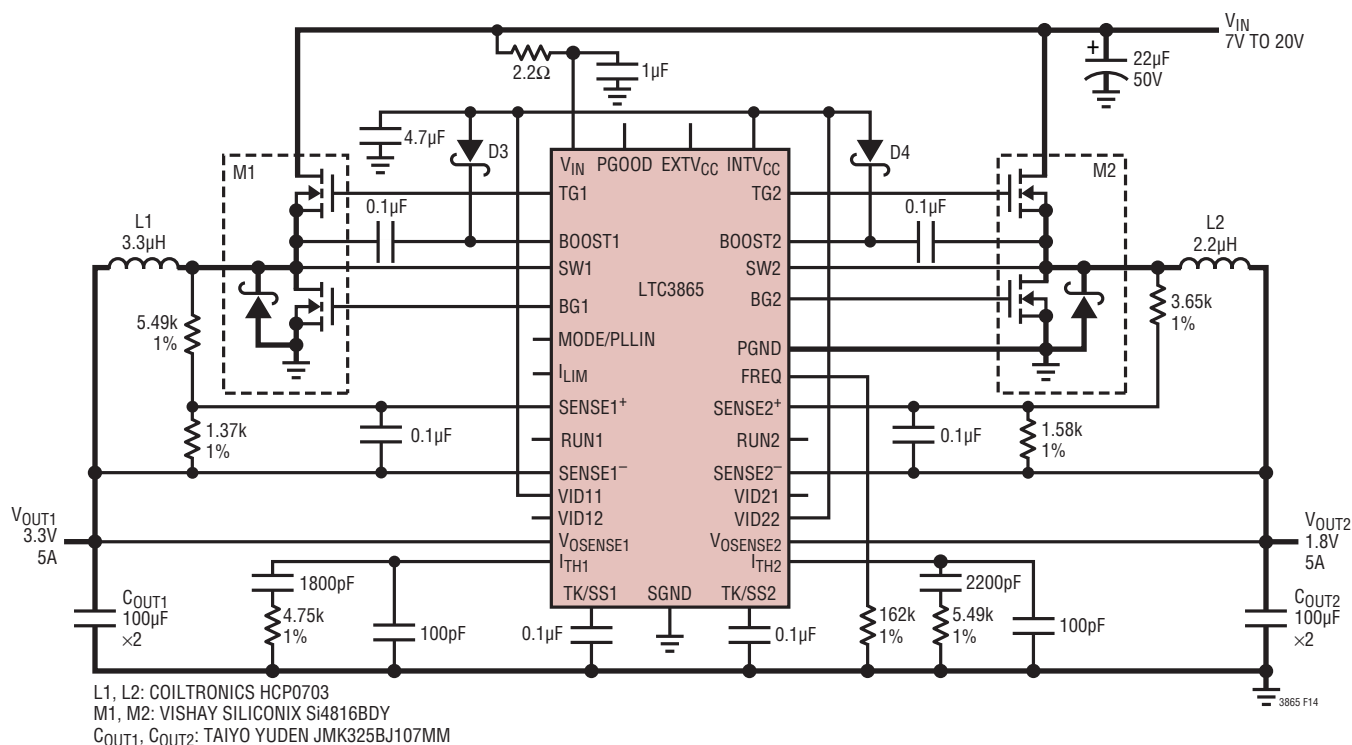 VIN
7V TO 20V
2.2Ω
1µF
+
22µF
50V
4.7µF
D3
D4
VIN
PGOOD
EXTVCC
INTVCC
M1
M2
TG1
TG2
0.1µF
0.1µF
L1
3.3µH
L2
2.2µH
BOOST1
BOOST2
SW1
SW2
LTC3865
BG1
BG2
5.49k
1%
3.65k
1%
MODE/PLLIN
PGND
ILIM
FREQ
SENSE1+
SENSE2+
1.37k
1%
0.1µF
0.1µF
1.58k
1%
RUN1
RUN2
SENSE1–
SENSE2–
VID11
VID21
VID12
VID22
VOUT1
3.3V
5A
VOSENSE1
VOSENSE2
VOUT2
1.8V
5A
ITH1
ITH2
1800pF
2200pF
TK/SS1
SGND
TK/SS2
COUT1
100µF
×2
4.75k
1%
100pF
0.1µF
0.1µF
162k
1%
5.49k
1%
100pF
COUT2
100µF
×2
L1, L2: COILTRONICS HCP0703
M1, M2: VISHAY SILICONIX Si4816BDY
COUT1, COUT2: TAIYO YUDEN JMK325BJ107MM
3865 F14